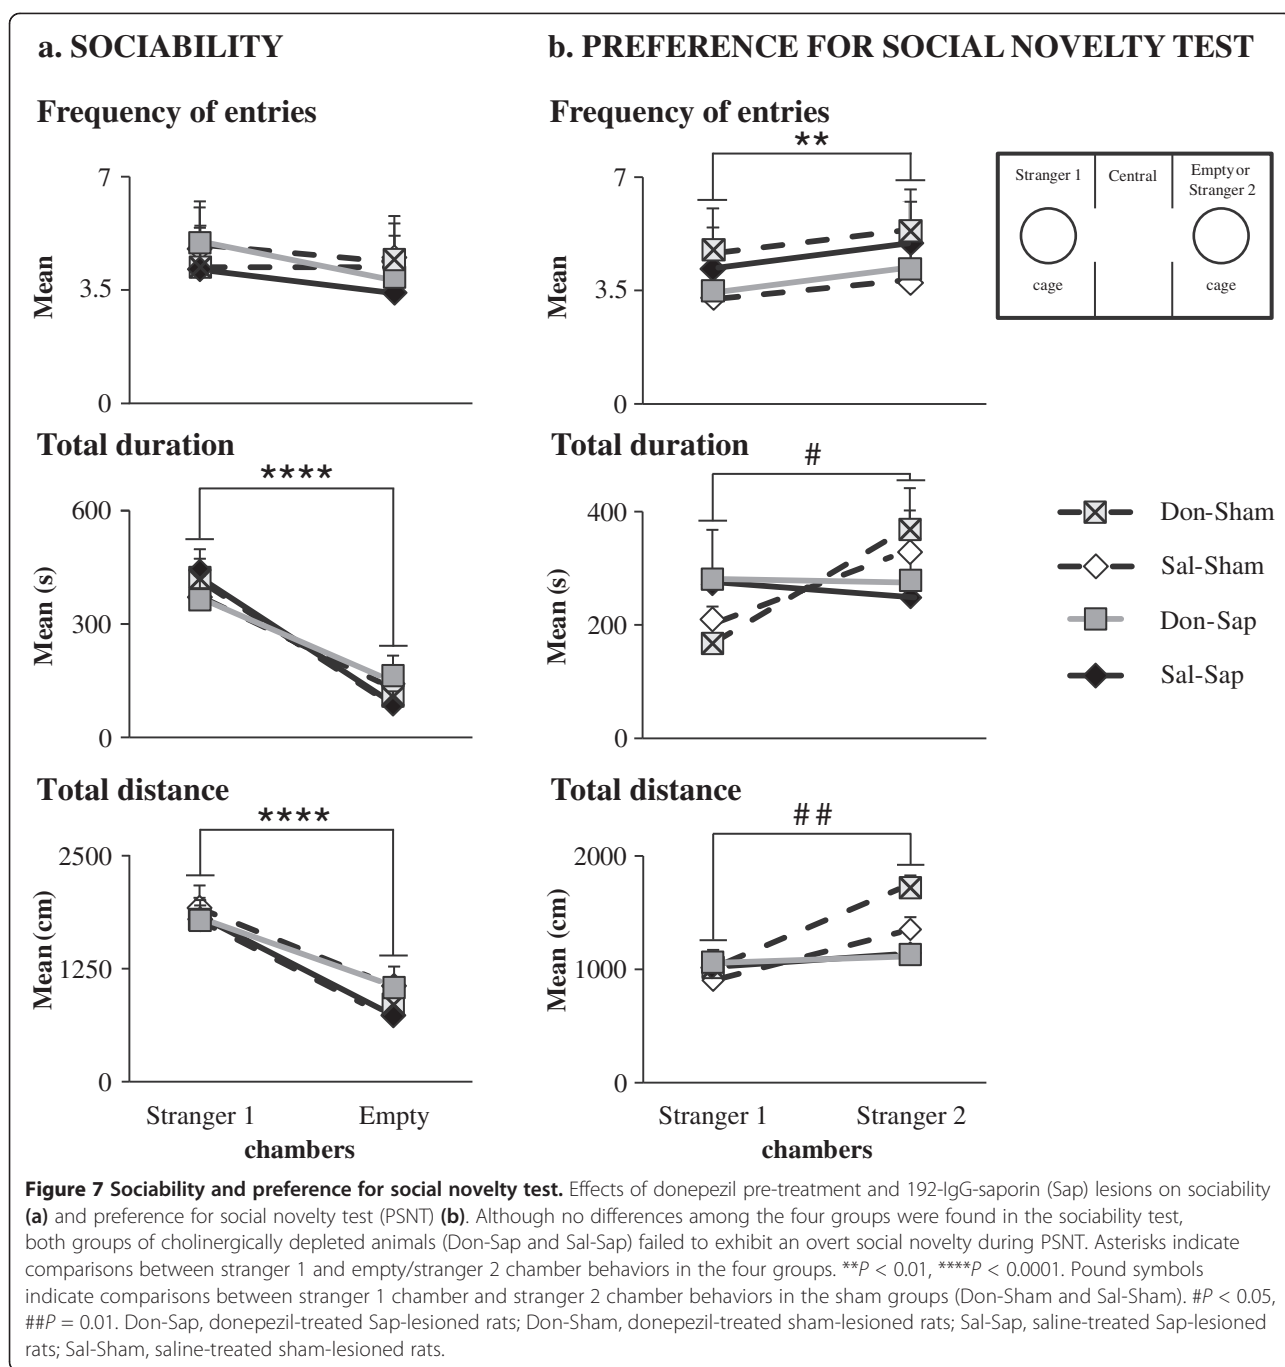 a. SOCIABILITY
Frequency of entries
7
3.5
0
Mean
Total duration
****
600
300
0
Mean (s)
Total distance
****
2500
1250
0
Mean (cm)
Stranger 1 Empty
chambers
b. PREFERENCE FOR SOCIAL NOVELTY TEST
Frequency of entries
**
7
3.5
0
Mean
Total duration
#
400
200
0
Mean (s)
Total distance
##
2000
1000
0
Mean (cm)
Stranger 1 Stranger 2
chambers
Stranger 1 Central Empty or
Stranger 2
cage cage
Don-Sham
Sal-Sham
Don-Sap
Sal-Sap
Figure 7 Sociability and preference for social novelty test. Effects of donepezil pre-treatment and 192-IgG-saporin (Sap) lesions on sociability
(a) and preference for social novelty test (PSNT) (b). Although no differences among the four groups were found in the sociability test,
both groups of cholinergically depleted animals (Don-Sap and Sal-Sap) failed to exhibit an overt social novelty during PSNT. Asterisks indicate
comparisons between stranger 1 and empty/stranger 2 chamber behaviors in the four groups. **P < 0.01, ****P < 0.0001. Pound symbols
indicate comparisons between stranger 1 chamber and stranger 2 chamber behaviors in the sham groups (Don-Sham and Sal-Sham). #P < 0.05,
##P = 0.01. Don-Sap, donepezil-treated Sap-lesioned rats; Don-Sham, donepezil-treated sham-lesioned rats; Sal-Sap, saline-treated Sap-lesioned
rats; Sal-Sham, saline-treated sham-lesioned rats.